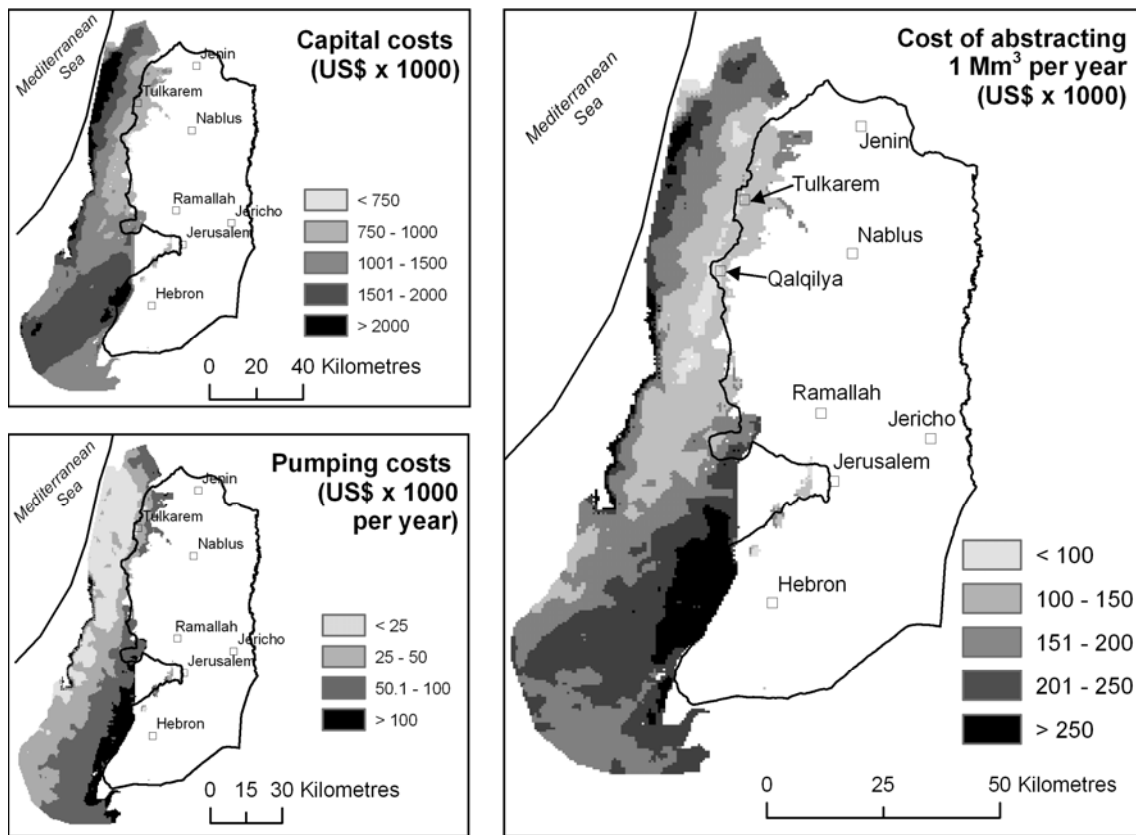 Mediterranean
Sea
Capital costs
(US$ x 1000)
Jenin
Tulkarem
Nablus
Ramallah
Jericho
Jerusalem
Hebron
< 750
750 - 1000
1001 - 1500
1501 - 2000
> 2000
0 20 40 Kilometres
Mediterranean
Sea
Pumping costs
(US$ x 1000
per year)
Jenin
Tulkarem
Nablus
Ramallah
Jericho
Jerusalem
Hebron
< 25
25 - 50
50.1 - 100
> 100
0 15 30 Kilometres
Mediterranean
Sea
Cost of abstracting
1 Mm³ per year
(US$ x 1000)
Jenin
Tulkarem
Nablus
Qalqilya
Ramallah
Jericho
Jerusalem
Hebron
< 100
100 - 150
151 - 200
201 - 250
> 250
0 25 50 Kilometres